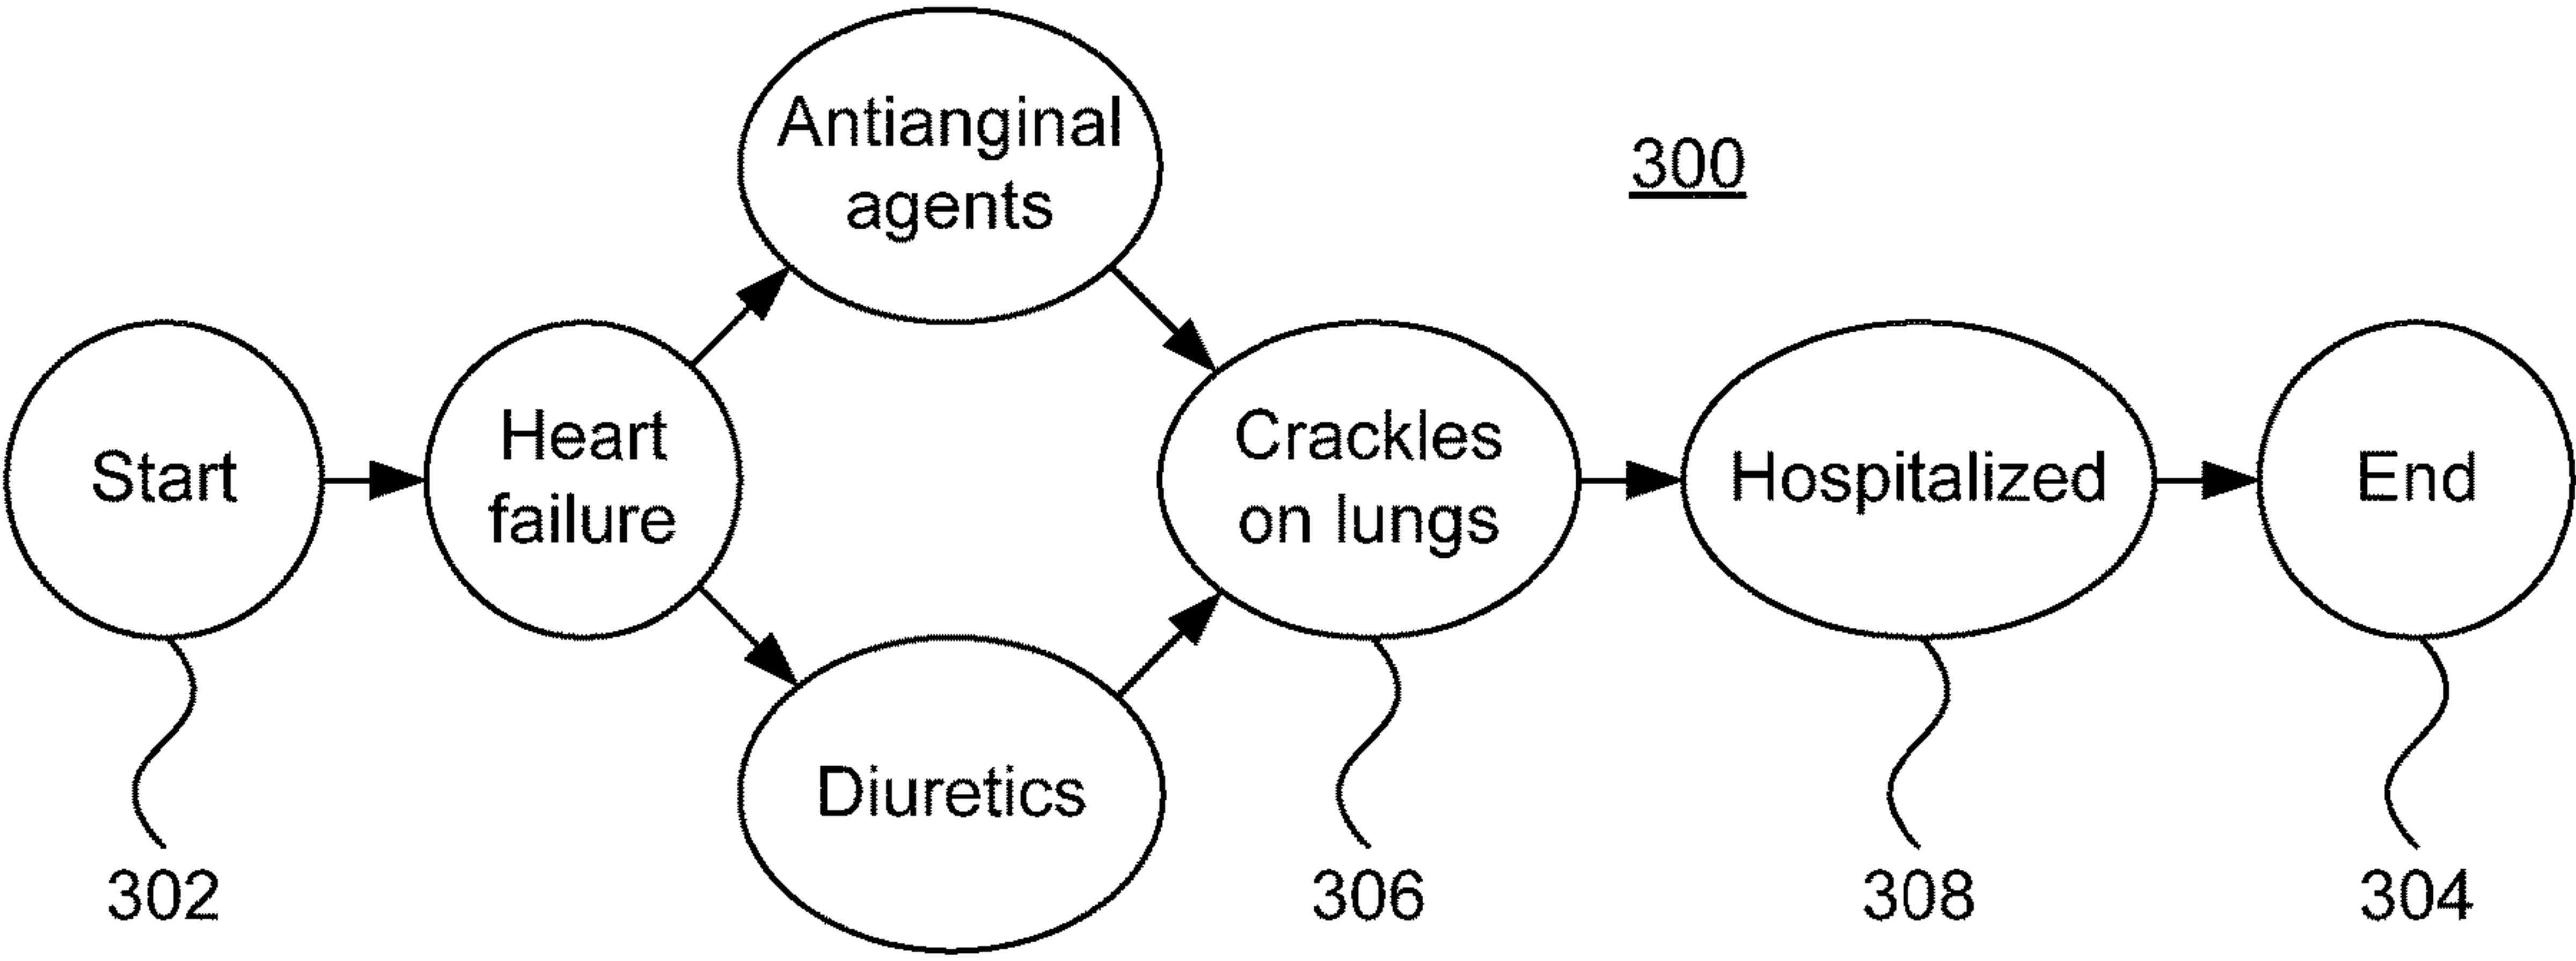 Antianginal
agents
300
Start
Heart
failure
Crackles
on lungs
Hospitalized
End
Diuretics
302
306
308
304